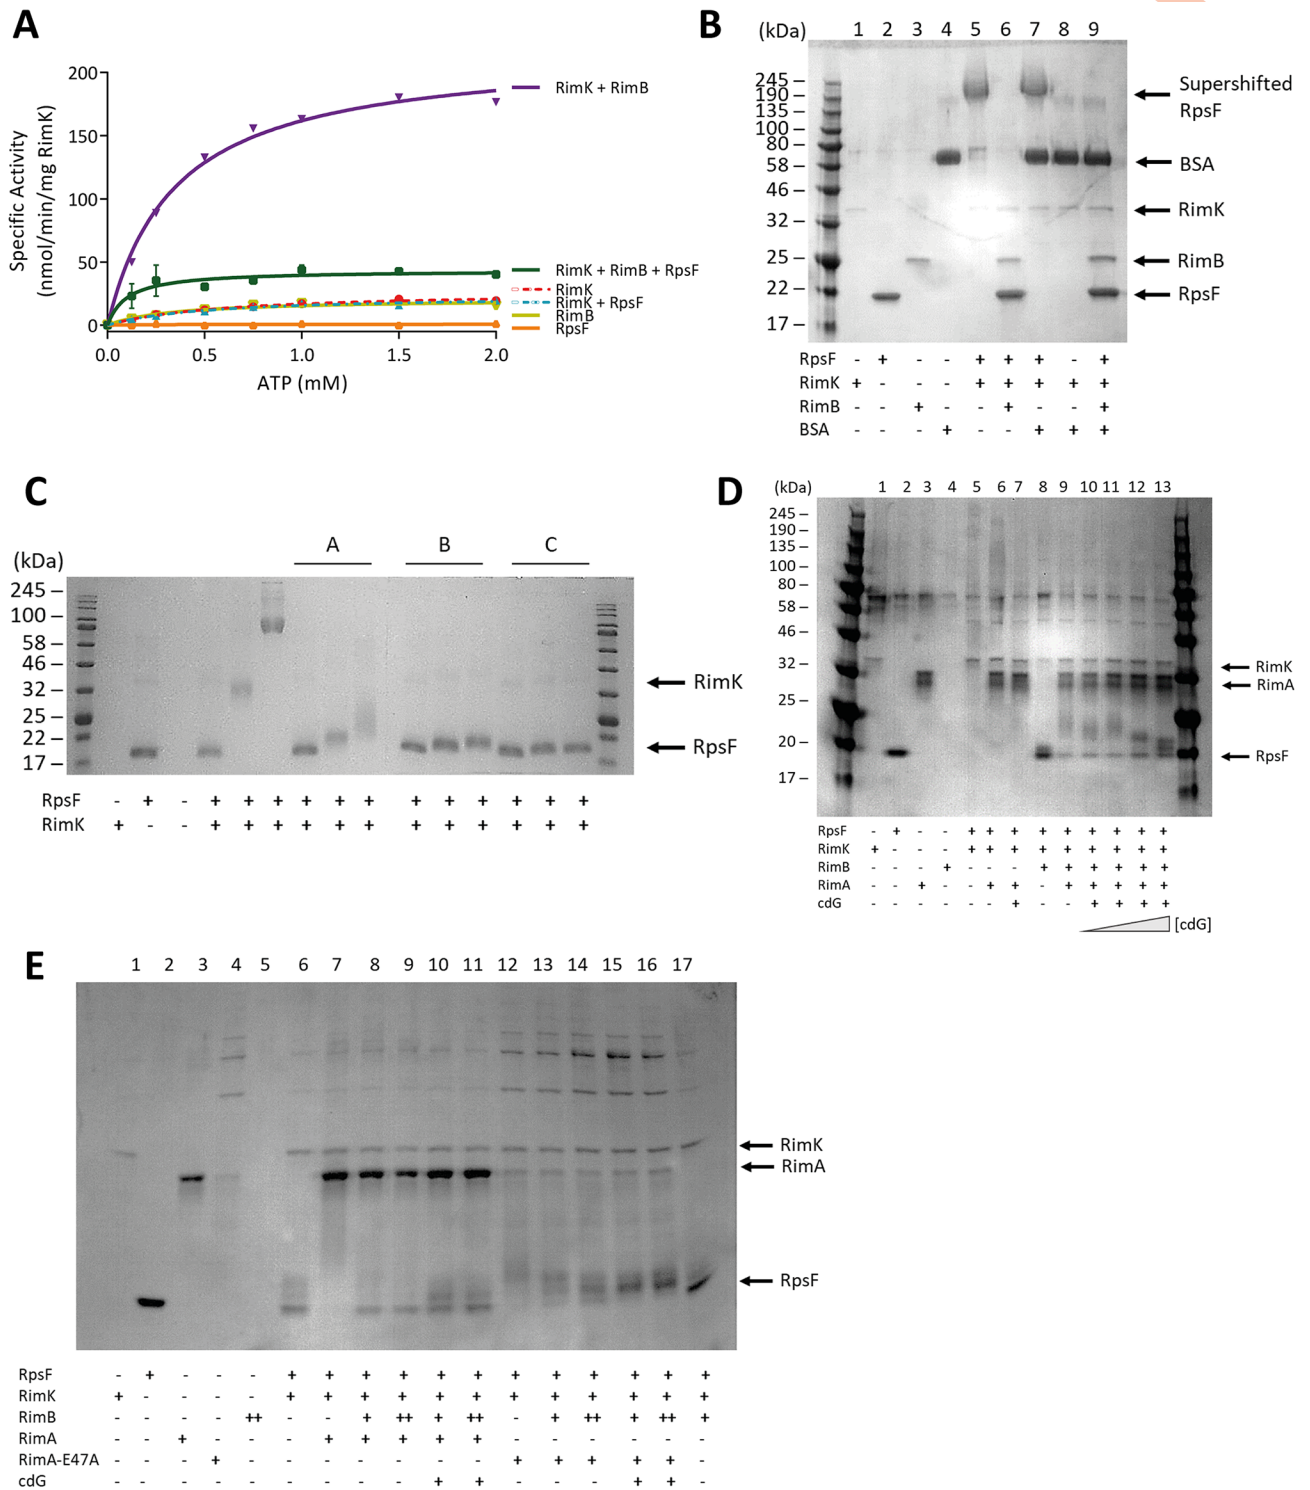 A
Specific Activity
(nmol/min/mg RimK)
200
150
100
50
0
0.0 0.5 1.0 1.5 2.0
ATP (mM)
RimK + RimB
RimK + RimB + RpsF
RimK
RimK + RpsF
RimB
RpsF
B
(kDa) 1 2 3 4 5 6 7 8 9
245
190
135
100
80
58
46
32
25
22
17
Supershifted
RpsF
BSA
RimK
RimB
RpsF
RpsF - + - - + + + - +
RimK + - - - + + + + +
RimB - - + - - + - - +
BSA - - - + - - + + +
C
A B C
(kDa)
245
100
58
46
32
25
22
17
RimK
RpsF
RpsF - + - + + + + + + + + + + + +
RimK + - - + + + + + + + + + + + +
D
(kDa) 1 2 3 4 5 6 7 8 9 10 11 12 13
245
190
135
100
80
58
46
32
25
20
17
RimK
RimA
RpsF
RpsF - + - - + + + + + + + + +
RimK + - - - + + + + + + + + +
RimB - - - + - - - + + + + + +
RimA - - + - - + + - + + + + +
cdG - - - - - - + - - + + + +
[cdG]
E
1 2 3 4 5 6 7 8 9 10 11 12 13 14 15 16 17
RimK
RimA
RpsF
RpsF - + - - - + + + + + + + + + + + +
RimK + - - - - + + + + + + + + + + + +
RimB - - - - ++ - - + ++ + ++ - + ++ + ++ +
RimA - - + - - - + + + + + - - - - - -
RimA-E47A - - - + - - - - - - - + + + + + -
cdG - - - - - - - - - + + - - - + + -